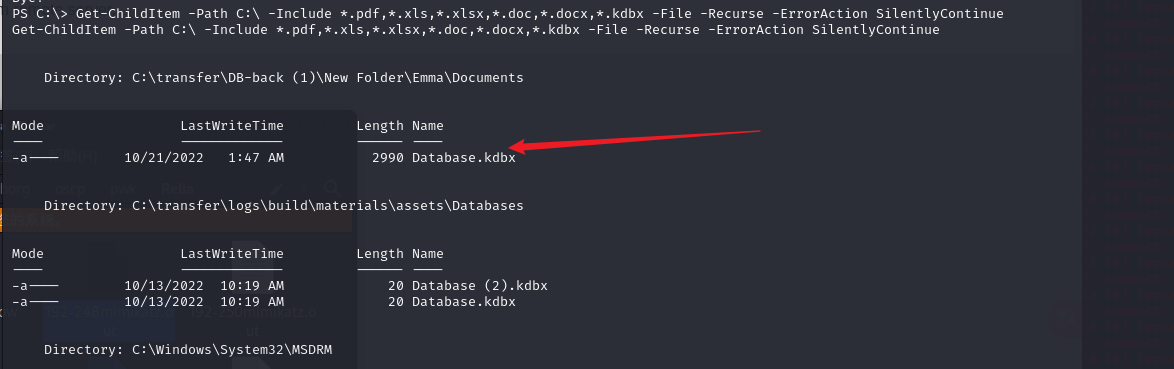 PS C:\> Get-ChildItem -Path C:\ -Include *.pdf,*.xls,*.xlsx,*.doc,*.docx,*.kdbx -File -Recurse -ErrorAction SilentlyContinue
Get-ChildItem -Path C:\ -Include *.pdf,*.xls,*.xlsx,*.doc,*.docx,*.kdbx -File -Recurse -ErrorAction SilentlyContinue
Directory: C:\transfer\DB-back (1)\New Folder\Emma\Documents
Mode LastWriteTime Length Name
---- ------------- ------ ----
-a---- 10/21/2022 1:47 AM 2990 Database.kdbx
Directory: C:\transfer\logs\build\materials\assets\Databases
Mode LastWriteTime Length Name
---- ------------- ------ ----
-a---- 10/13/2022 10:19 AM 20 Database (2).kdbx
-a---- 10/13/2022 10:19 AM 20 Database.kdbx
Directory: C:\Windows\System32\MSDRM